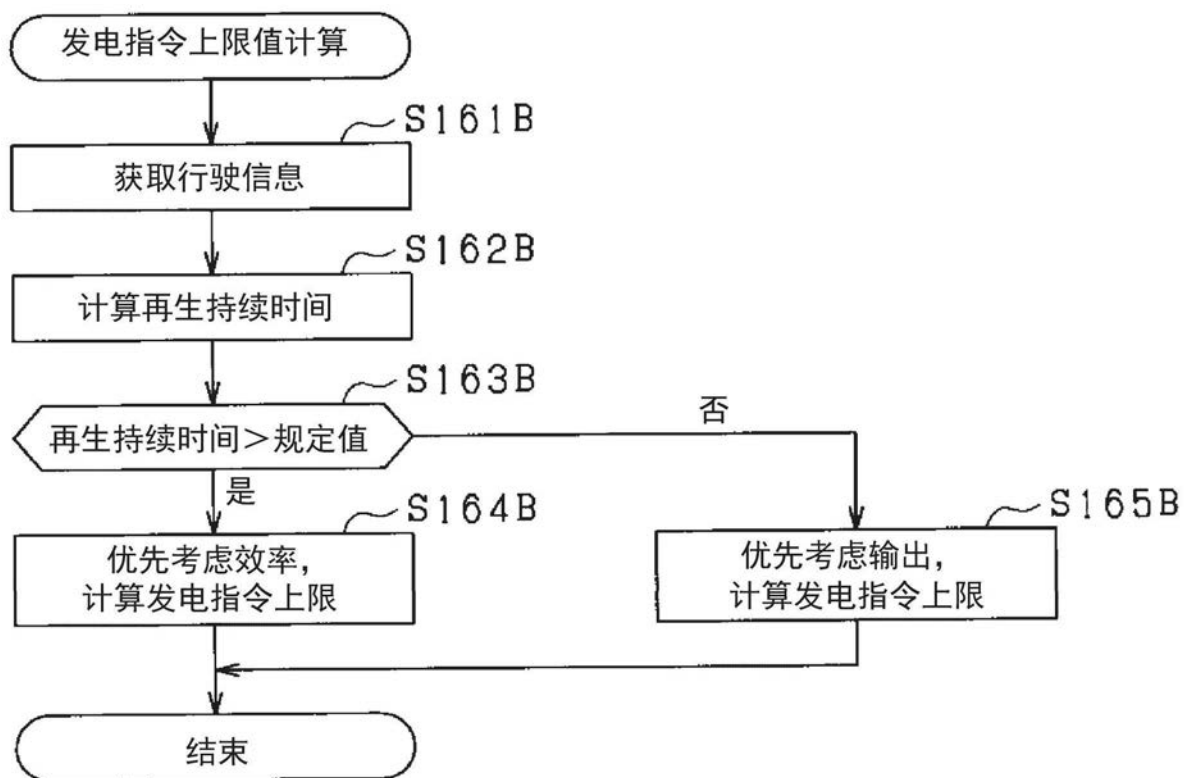 发电指令上限值计算
S161B
获取行驶信息
S162B
计算再生持续时间
S163B
再生持续时间＞规定值
否
是
S164B
优先考虑效率，
计算发电指令上限
S165B
优先考虑输出，
计算发电指令上限
结束